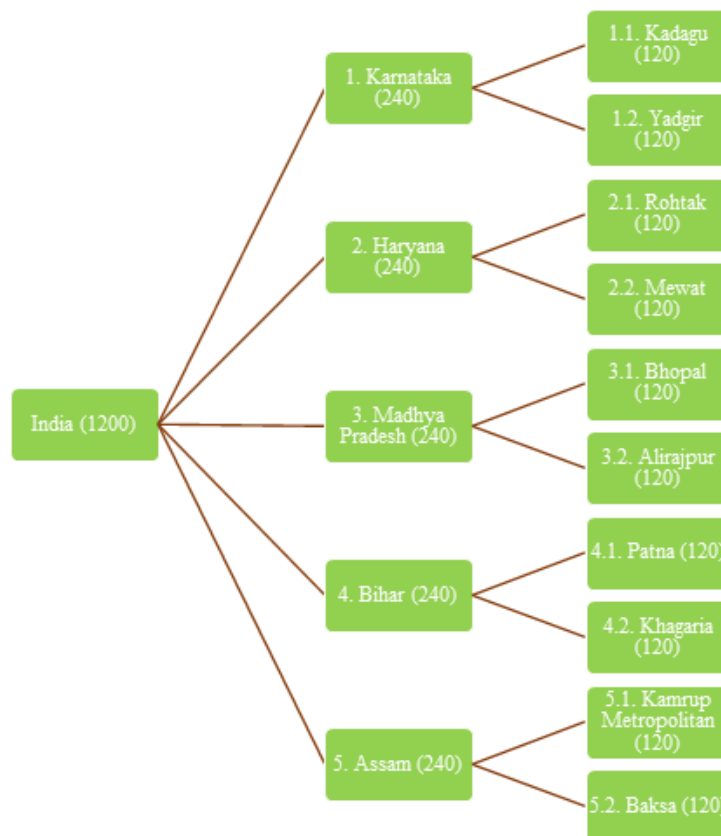 India (1200)
1. Karnataka
(240)
1.1. Kadagu
(120)
1.2. Yadgir
(120)
2. Haryana
(240)
2.1. Rohtak
(120)
2.2. Mewat
(120)
3. Madhya
Pradesh (240)
3.1. Bhopal
(120)
3.2. Alirajpur
(120)
4. Bihar (240)
4.1. Patna (120)
4.2. Khagaria
(120)
5. Assam (240)
5.1. Kamrup
Metropolitan
(120)
5.2. Baksa (120)